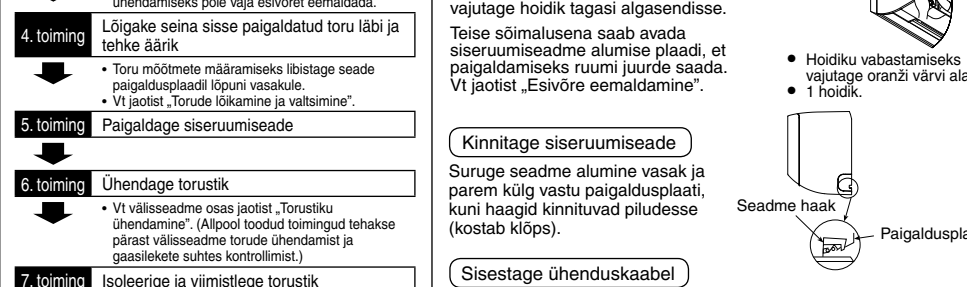 ühendamiseks pole vaja esivõret eemaldada.
4. toiming
Lõigake seina sisse paigaldatud toru läbi ja
tehke äärik
• Toru mõõtmete määramiseks libistage seade
paigaldusplaadil lõpuni vasakule.
• Vt jaotist „Torude lõikamine ja valtsimine”.
5. toiming
Paigaldage siseruumiseade
6. toiming
Ühendage torustik
• Vt välisseadme osas jaotist „Torustiku
ühendamine”. (Allpool toodud toimingud tehakse
pärast välisseadme torude ühendamist ja
gaasilekete suhtes kontrollimist.)
7. toiming
Isoleerige ja viimistlege torustik
vajutage hoidik tagasi algasendisse.
Teise sõimalusena saab avada
siseruumiseadme alumise plaadi, et
paigaldamiseks ruumi juurde saada.
Vt jaotist „Esivõre eemaldamine”.
Kinnitage siseruumiseade
Suruge seadme alumine vasak ja
parem külg vastu paigaldusplaati,
kuni haagid kinnituvad piludesse
(kostab klõps).
Sisestage ühenduskaabel
• Hoidiku vabastamiseks
vajutage oranži värvi ala
• 1 hoidik.
Seadme haak
Paigalduspla